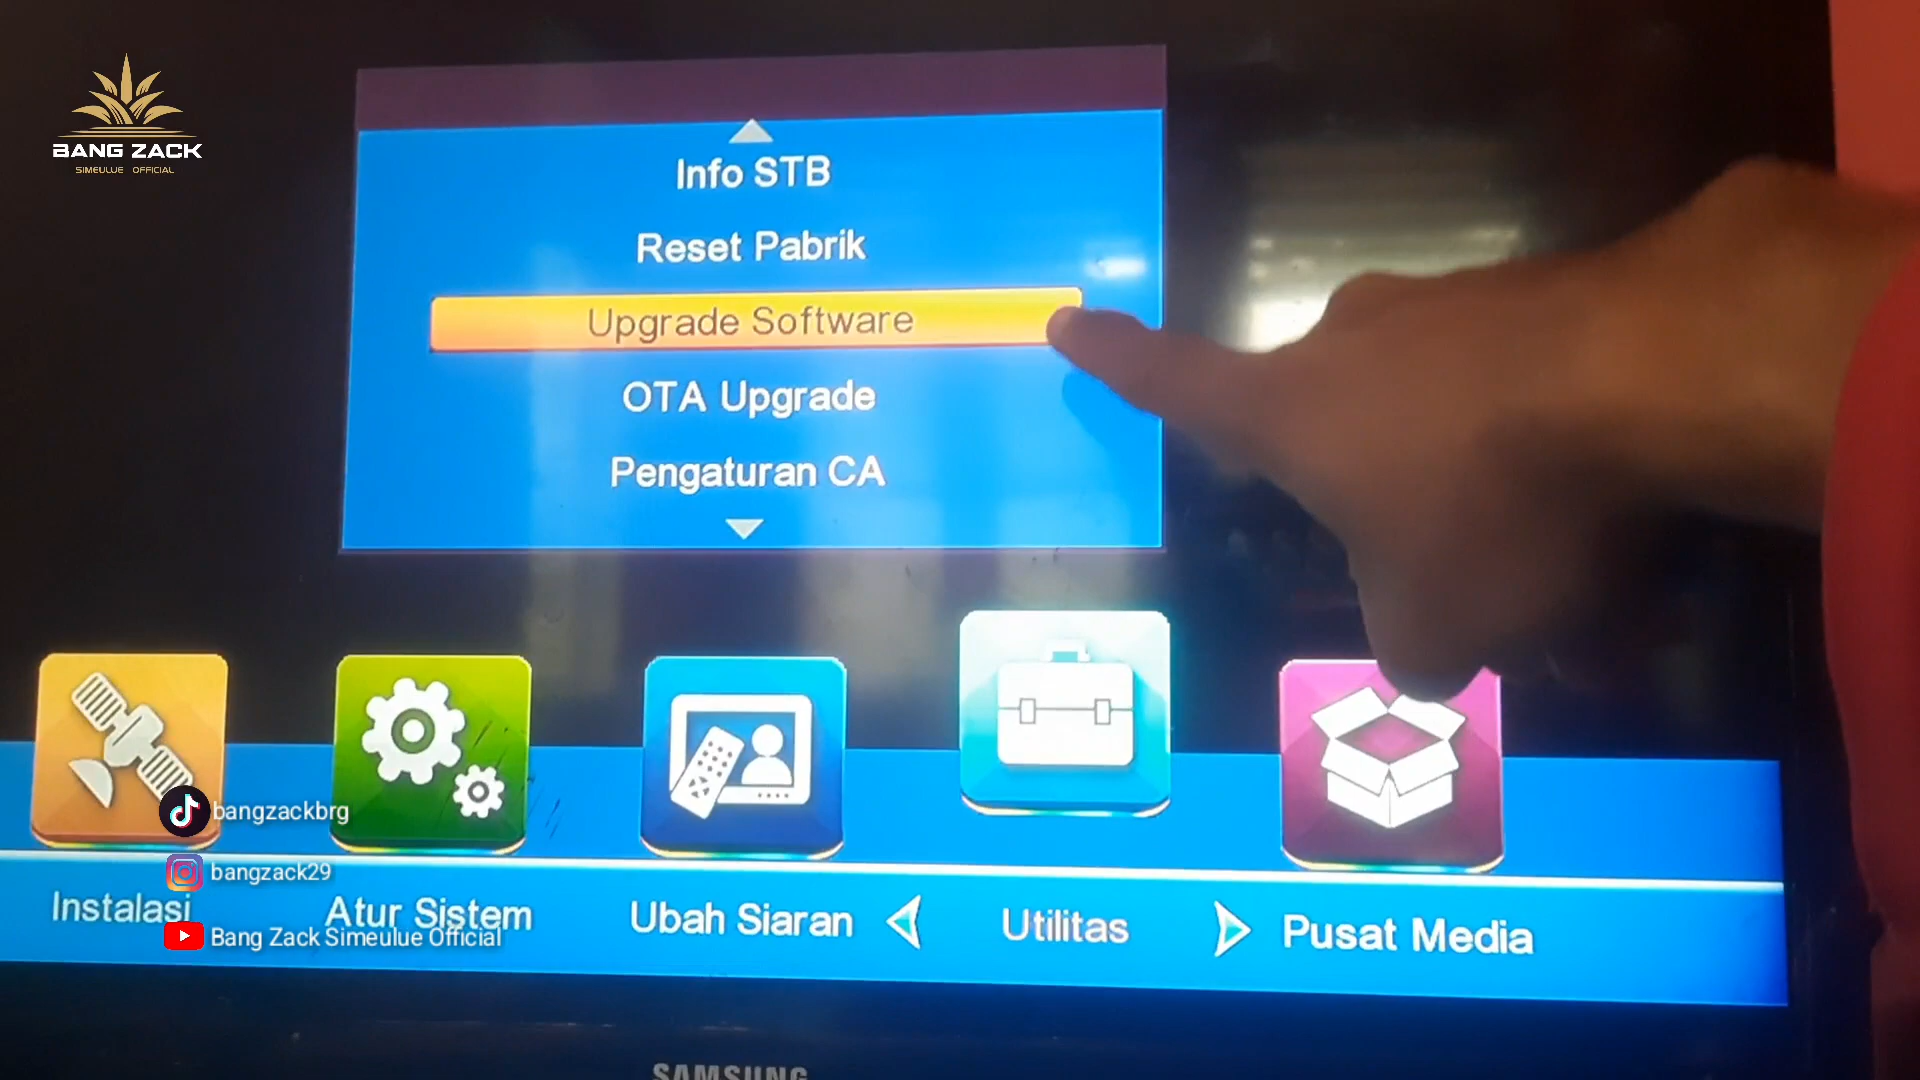 BANG ZACK
SIMEULUE OFFICIAL
Info STB
Reset Pabrik
Upgrade Software
OTA Upgrade
Pengaturan CA
bangzackbrg
bangzack29
Bang Zack Simeulue Official
Instalasi
Atur Sistem
Ubah Siaran
Utilitas
Pusat Media
SAMSUNG